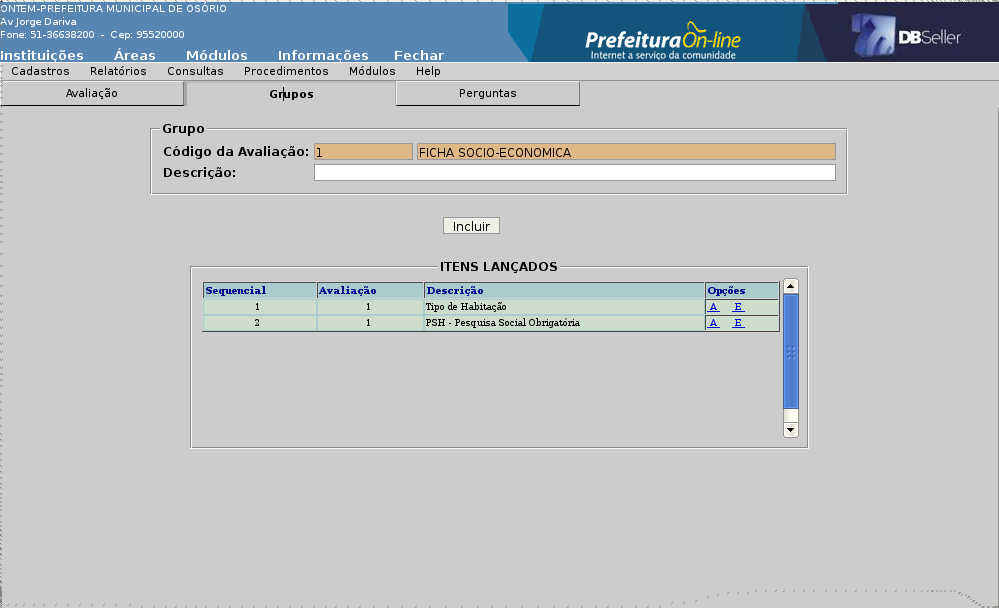 ONTEM-PREFEITURA MUNICIPAL DE OSÓRIO
Av Jorge Dariva
Fone: 51-36638200 - Cep: 95520000
Instituições Áreas Módulos Informações Fechar
PrefeituraOn-line
Internet a serviço da comunidade
DBSeller
Cadastros Relatórios Consultas Procedimentos Módulos Help
Avaliação Grupos Perguntas
Grupo
Código da Avaliação: 1 FICHA SOCIO-ECONOMICA
Descrição:
Incluir
ITENS LANÇADOS
Sequencial Avaliação Descrição Opções
1 1 Tipo de Habitação A E
2 1 PSH - Pesquisa Social Obrigatória A E